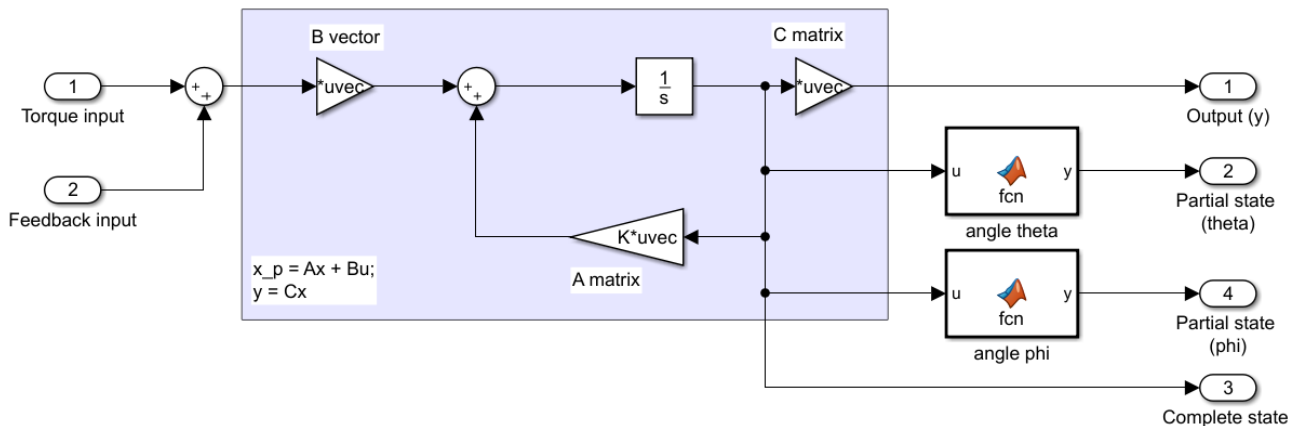 B vector
C matrix
1
Torque input
+
+
*uvec
+
+
1
s
*uvec
1
Output (y)
2
Feedback input
u
fcn
y
angle theta
2
Partial state
(theta)
K*uvec
A matrix
x_p = Ax + Bu;
y = Cx
u
fcn
y
angle phi
4
Partial state
(phi)
3
Complete state